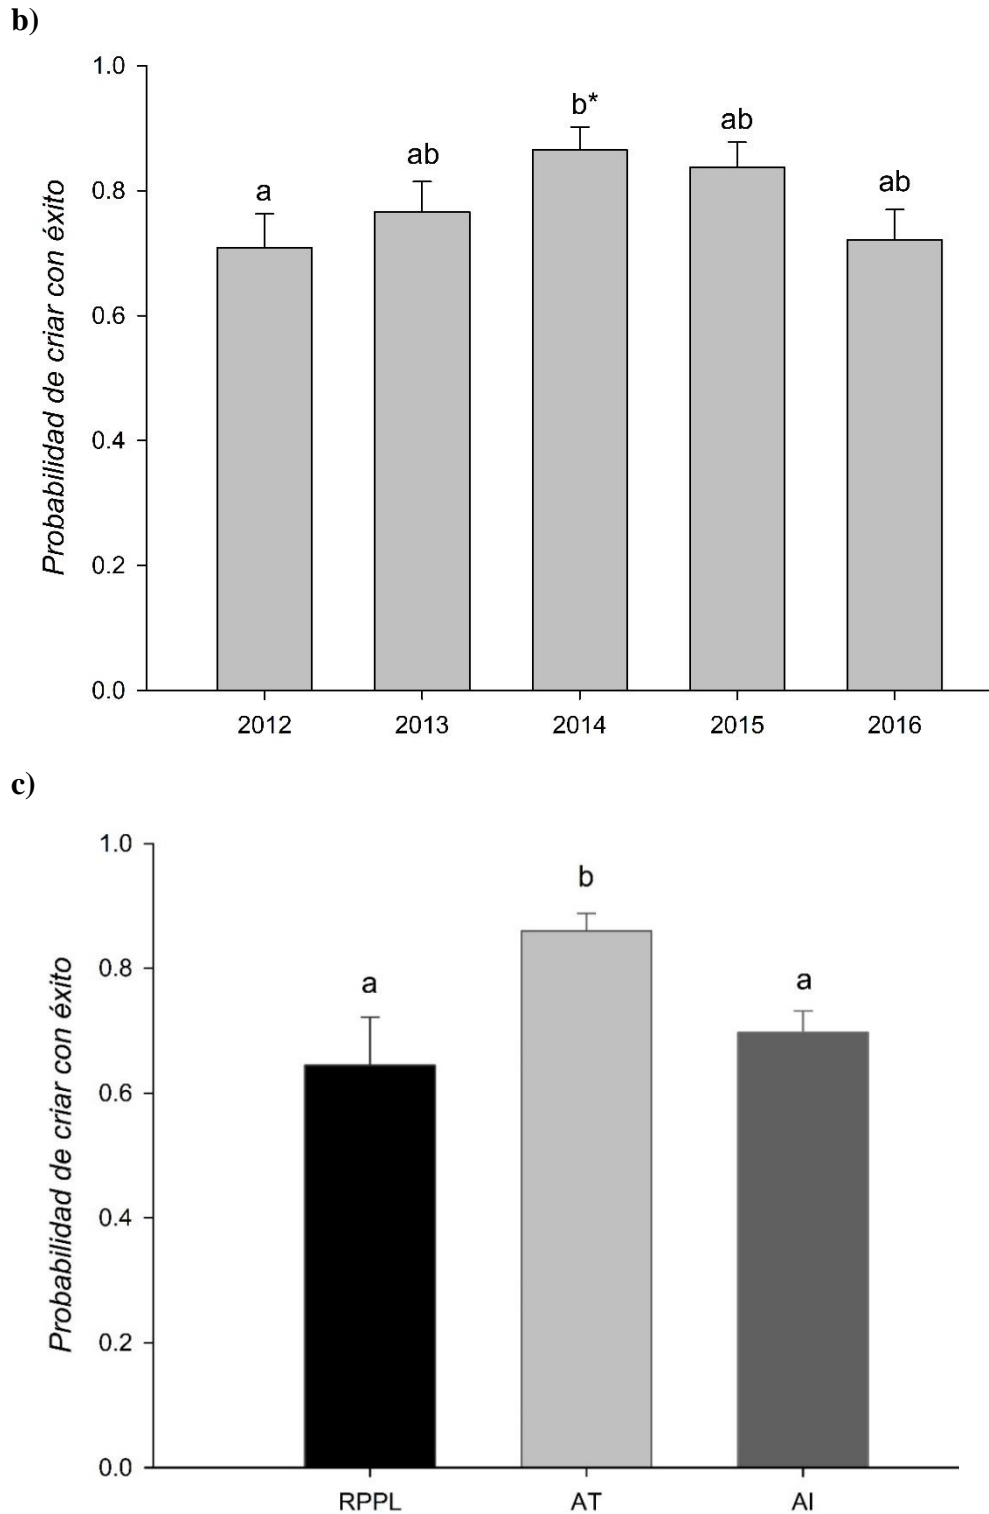 b)
Probabilidad de criar con éxito
1.0
0.8
0.6
0.4
0.2
0.0
a
ab
b*
ab
ab
2012 2013 2014 2015 2016
c)
Probabilidad de criar con éxito
1.0
0.8
0.6
0.4
0.2
0.0
a
b
a
RPPL AT AI